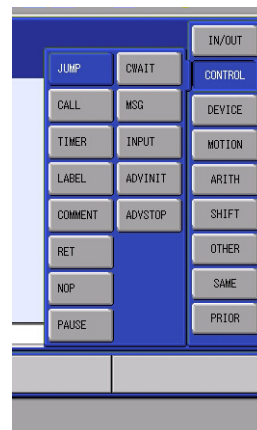 IN/OUT
JUMP CWAIT CONTROL
CALL MSG DEVICE
TIMER INPUT MOTION
LABEL ADVINIT ARITH
COMMENT ADVSTOP SHIFT
RET OTHER
NOP SAME
PAUSE PRIOR